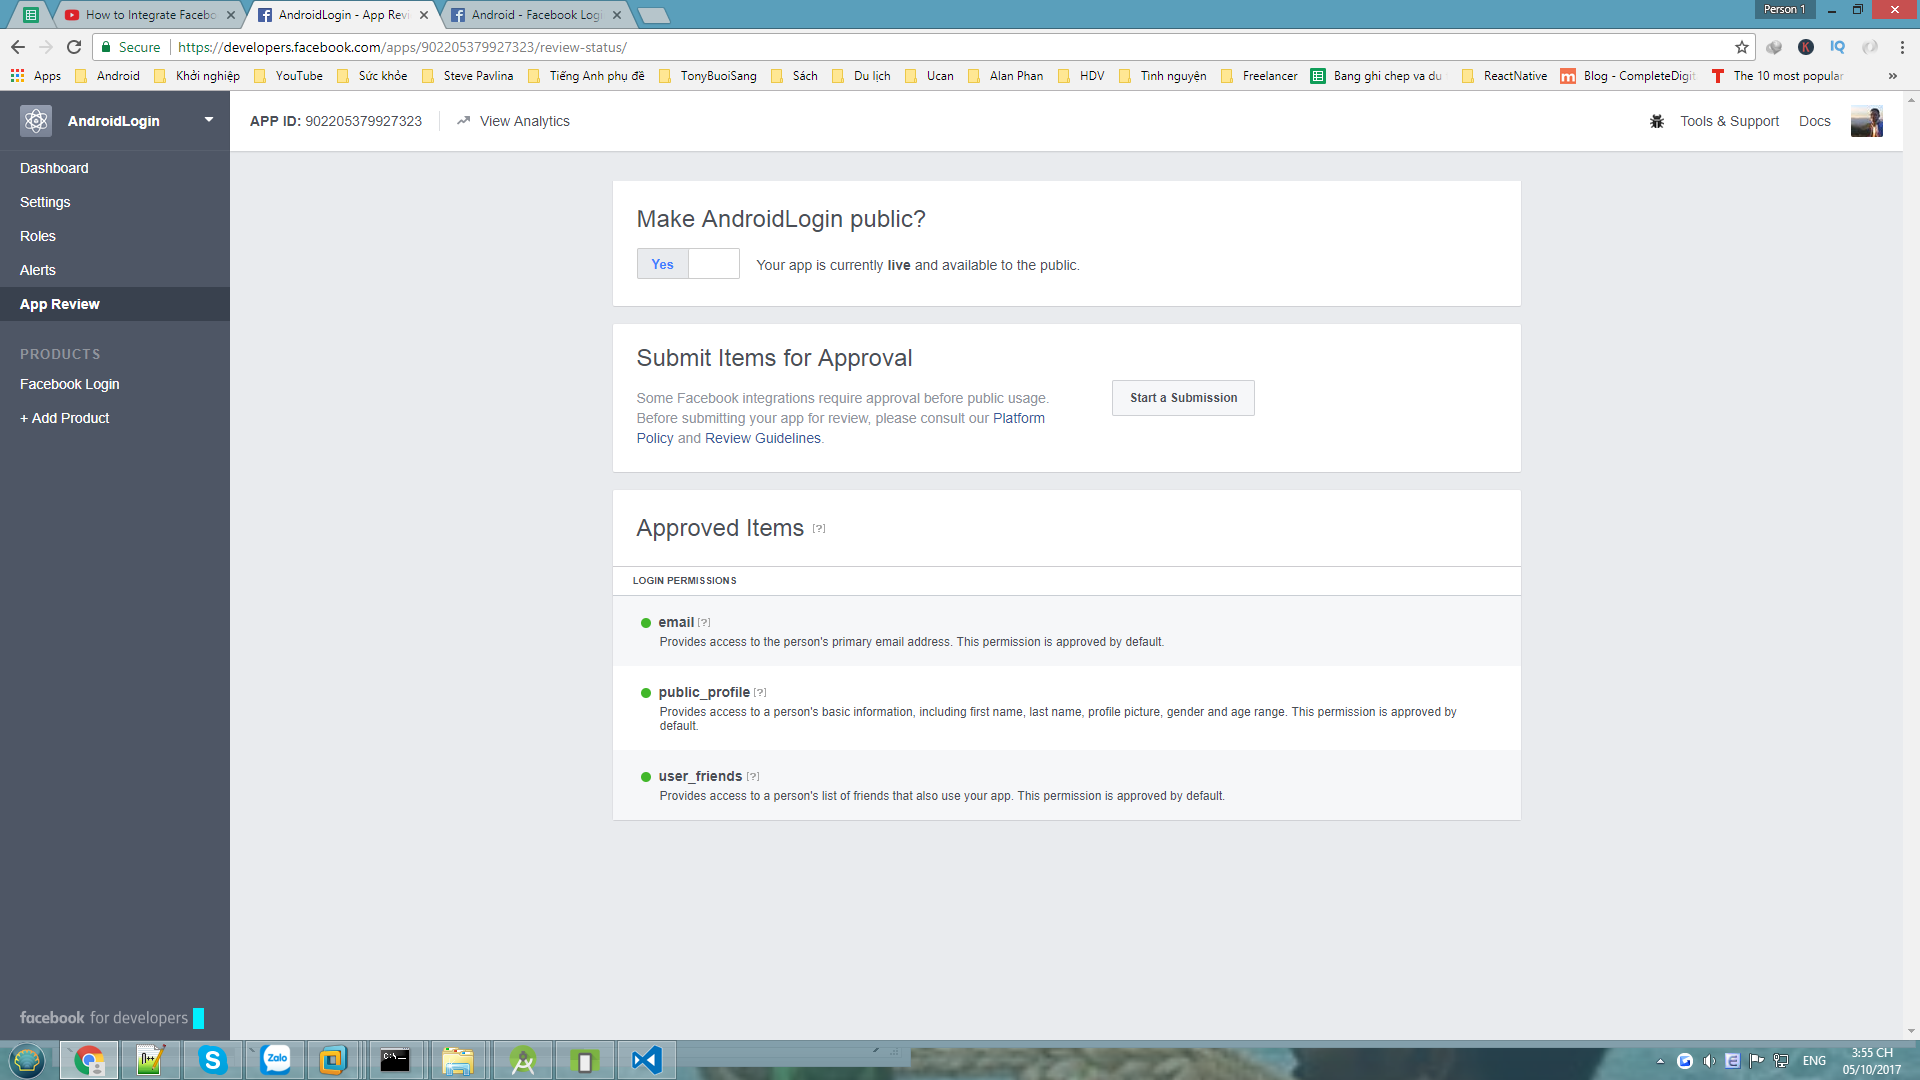 How to Integrate Facebo
AndroidLogin - App Revi
Android - Facebook Logi
Person 1
Secure
https://developers.facebook.com/apps/902205379927323/review-status/
Apps
Android
Khởi nghiệp
YouTube
Sức khỏe
Steve Pavlina
Tiếng Anh phụ đề
TonyBuoiSang
Sách
Du lịch
Ucan
Alan Phan
HDV
Tình nguyện
Freelancer
Bang ghi chep va du
ReactNative
Blog - CompleteDigit
The 10 most popular
»
AndroidLogin
APP ID: 902205379927323
View Analytics
Tools & Support
Docs
Dashboard
Settings
Roles
Alerts
App Review
PRODUCTS
Facebook Login
+ Add Product
Make AndroidLogin public?
Yes
Your app is currently live and available to the public.
Submit Items for Approval
Some Facebook integrations require approval before public usage.
Before submitting your app for review, please consult our Platform
Policy and Review Guidelines.
Start a Submission
Approved Items [?]
LOGIN PERMISSIONS
email [?]
Provides access to the person's primary email address. This permission is approved by default.
public_profile [?]
Provides access to a person's basic information, including first name, last name, profile picture, gender and age range. This permission is approved by
default.
user_friends [?]
Provides access to a person's list of friends that also use your app. This permission is approved by default.
facebook for developers
Zalo
C:\
ENG
3:55 CH
05/10/2017